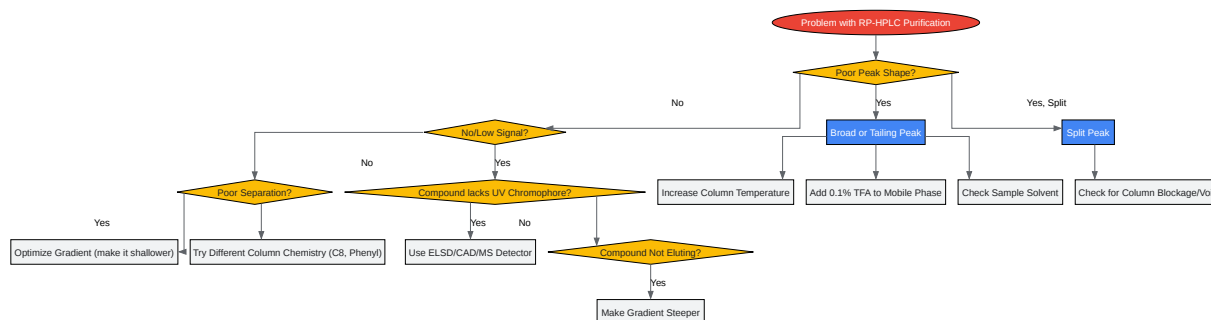 Problem with RP-HPLC Purification
Poor Peak Shape?
No
Yes
Yes, Split
No/Low Signal?
Broad or Tailing Peak
Split Peak
No
Yes
Poor Separation?
Compound lacks UV Chromophore?
Increase Column Temperature
Add 0.1% TFA to Mobile Phase
Check Sample Solvent
Check for Column Blockage/Vo
Yes
Yes
No
Optimize Gradient (make it shallower)
Try Different Column Chemistry (C8, Phenyl)
Use ELSD/CAD/MS Detector
Compound Not Eluting?
Yes
Make Gradient Steeper